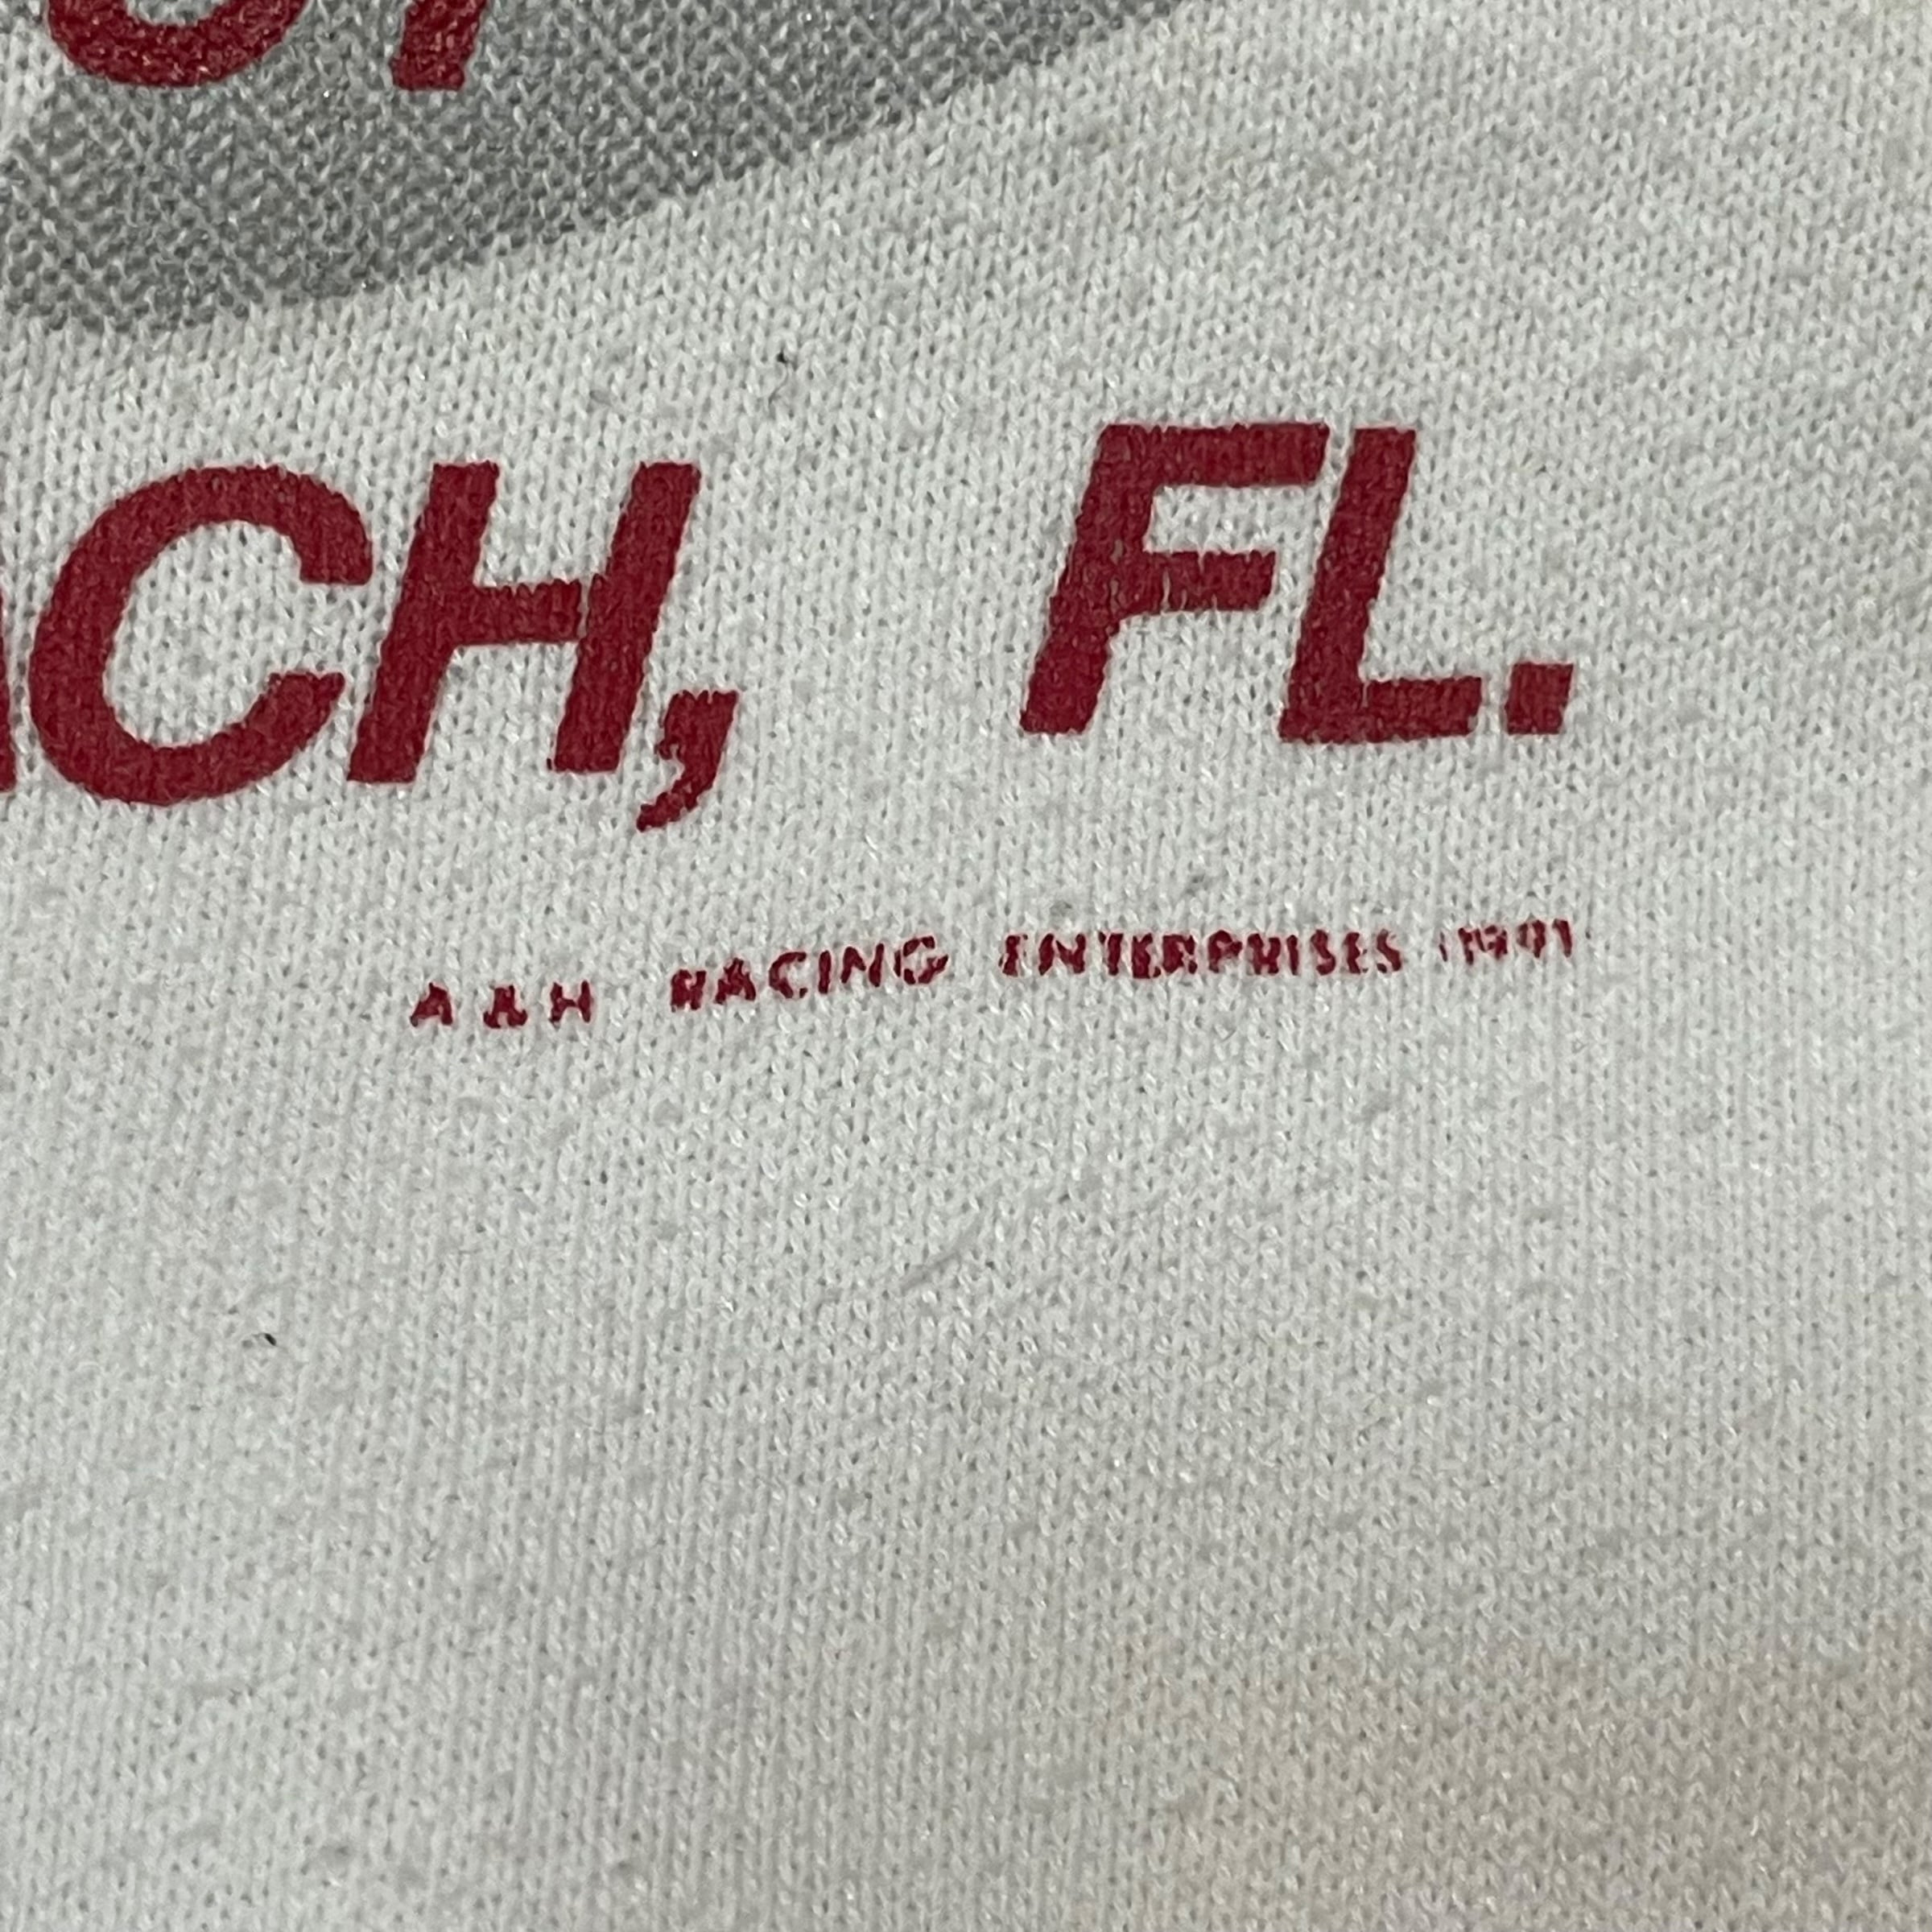 ACH, FL.
A & H RACING ENTERPRISES 1991